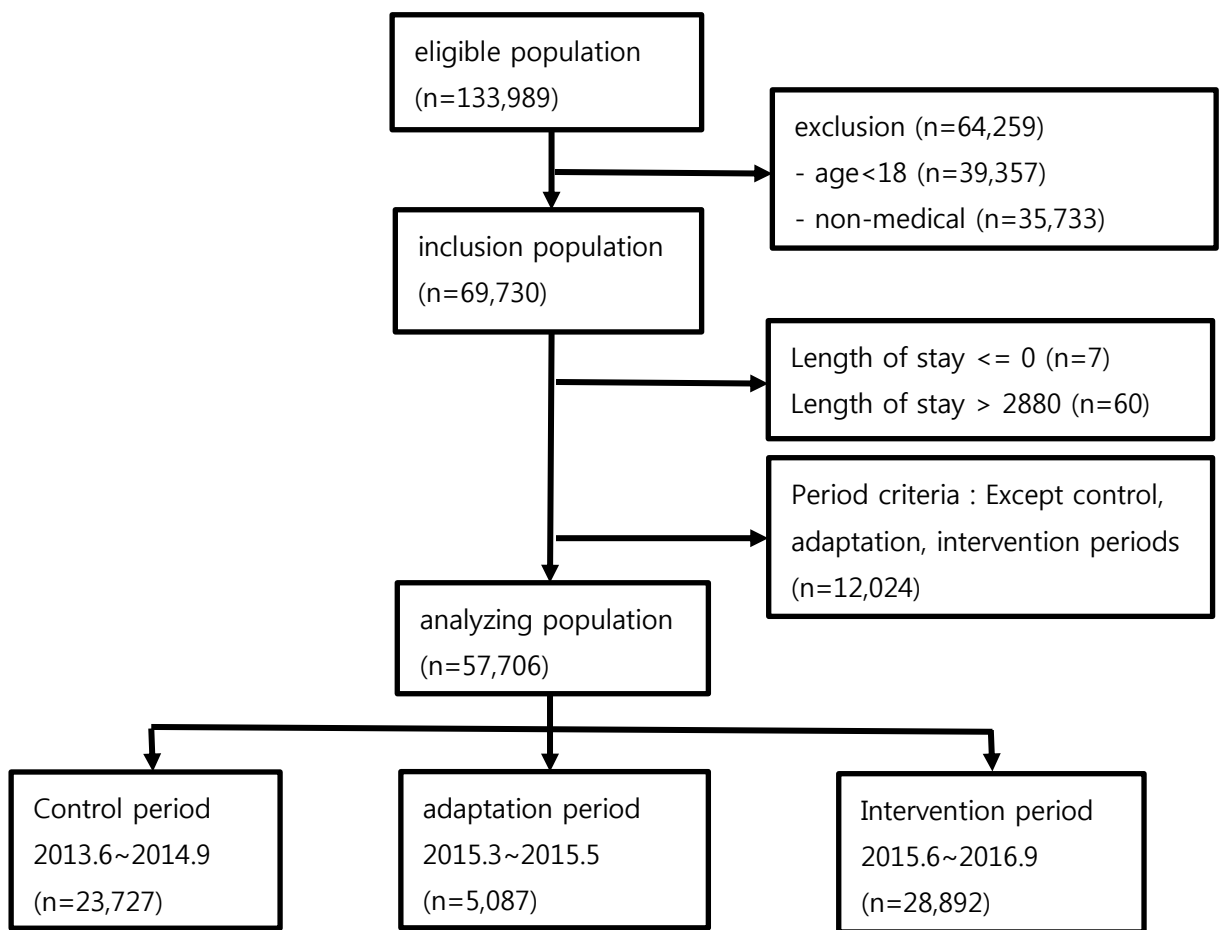 eligible population
(n=133,989)
exclusion (n=64,259)
- age<18 (n=39,357)
- non-medical (n=35,733)
inclusion population
(n=69,730)
Length of stay <= 0 (n=7)
Length of stay > 2880 (n=60)
Period criteria : Except control,
adaptation, intervention periods
(n=12,024)
analyzing population
(n=57,706)
Control period
2013.6~2014.9
(n=23,727)
adaptation period
2015.3~2015.5
(n=5,087)
Intervention period
2015.6~2016.9
(n=28,892)